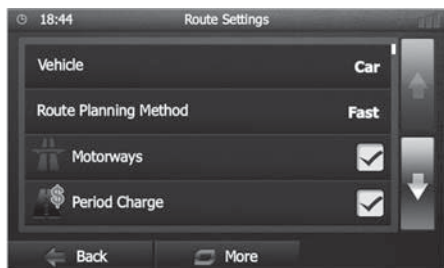 18:44 Route Settings
Vehicle Car
Route Planning Method Fast
Motorways
Period Charge
Back More